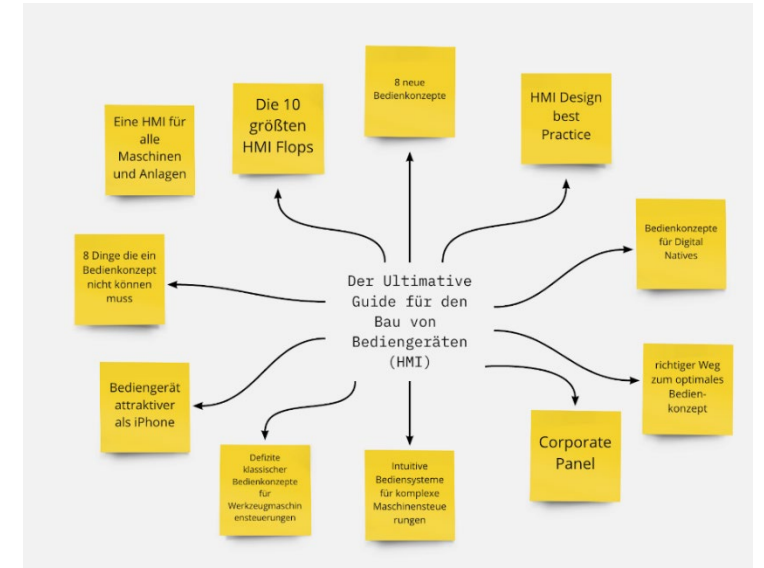 8 neue
Bedienkonzepte
Die 10
größten
HMI Flops
HMI Design
best
Practice
Eine HMI für
alle
Maschinen
und Anlagen
Bedienkonzepte
für Digital
Natives
8 Dinge die ein
Bedienkonzept
nicht können
muss
Der Ultimative
Guide für den
Bau von
Bediengeräten
(HMI)
richtiger Weg
zum optimales
Bedien-
konzept
Bediengerät
attraktiver
als iPhone
Corporate
Panel
Defizite
klassischer
Bedienkonzepte
für
Werkzeugmaschin
ensteuerungen
Intuitive
Bediensysteme
für komplexe
Maschinensteue
rungen